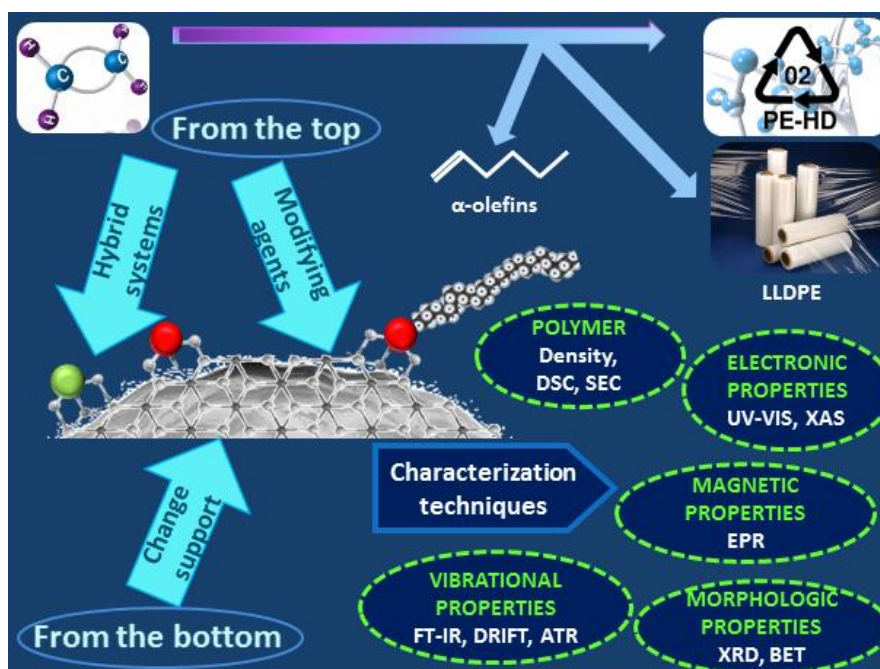 H
H
C
C
H
H
02
PE-HD
From the top
Hybrid
systems
Modifying
agents
α-olefins
LLDPE
POLYMER
Density,
DSC, SEC
ELECTRONIC
PROPERTIES
UV-VIS, XAS
Characterization
techniques
MAGNETIC
PROPERTIES
EPR
Change
support
VIBRATIONAL
PROPERTIES
FT-IR, DRIFT, ATR
MORPHOLOGIC
PROPERTIES
XRD, BET
From the bottom